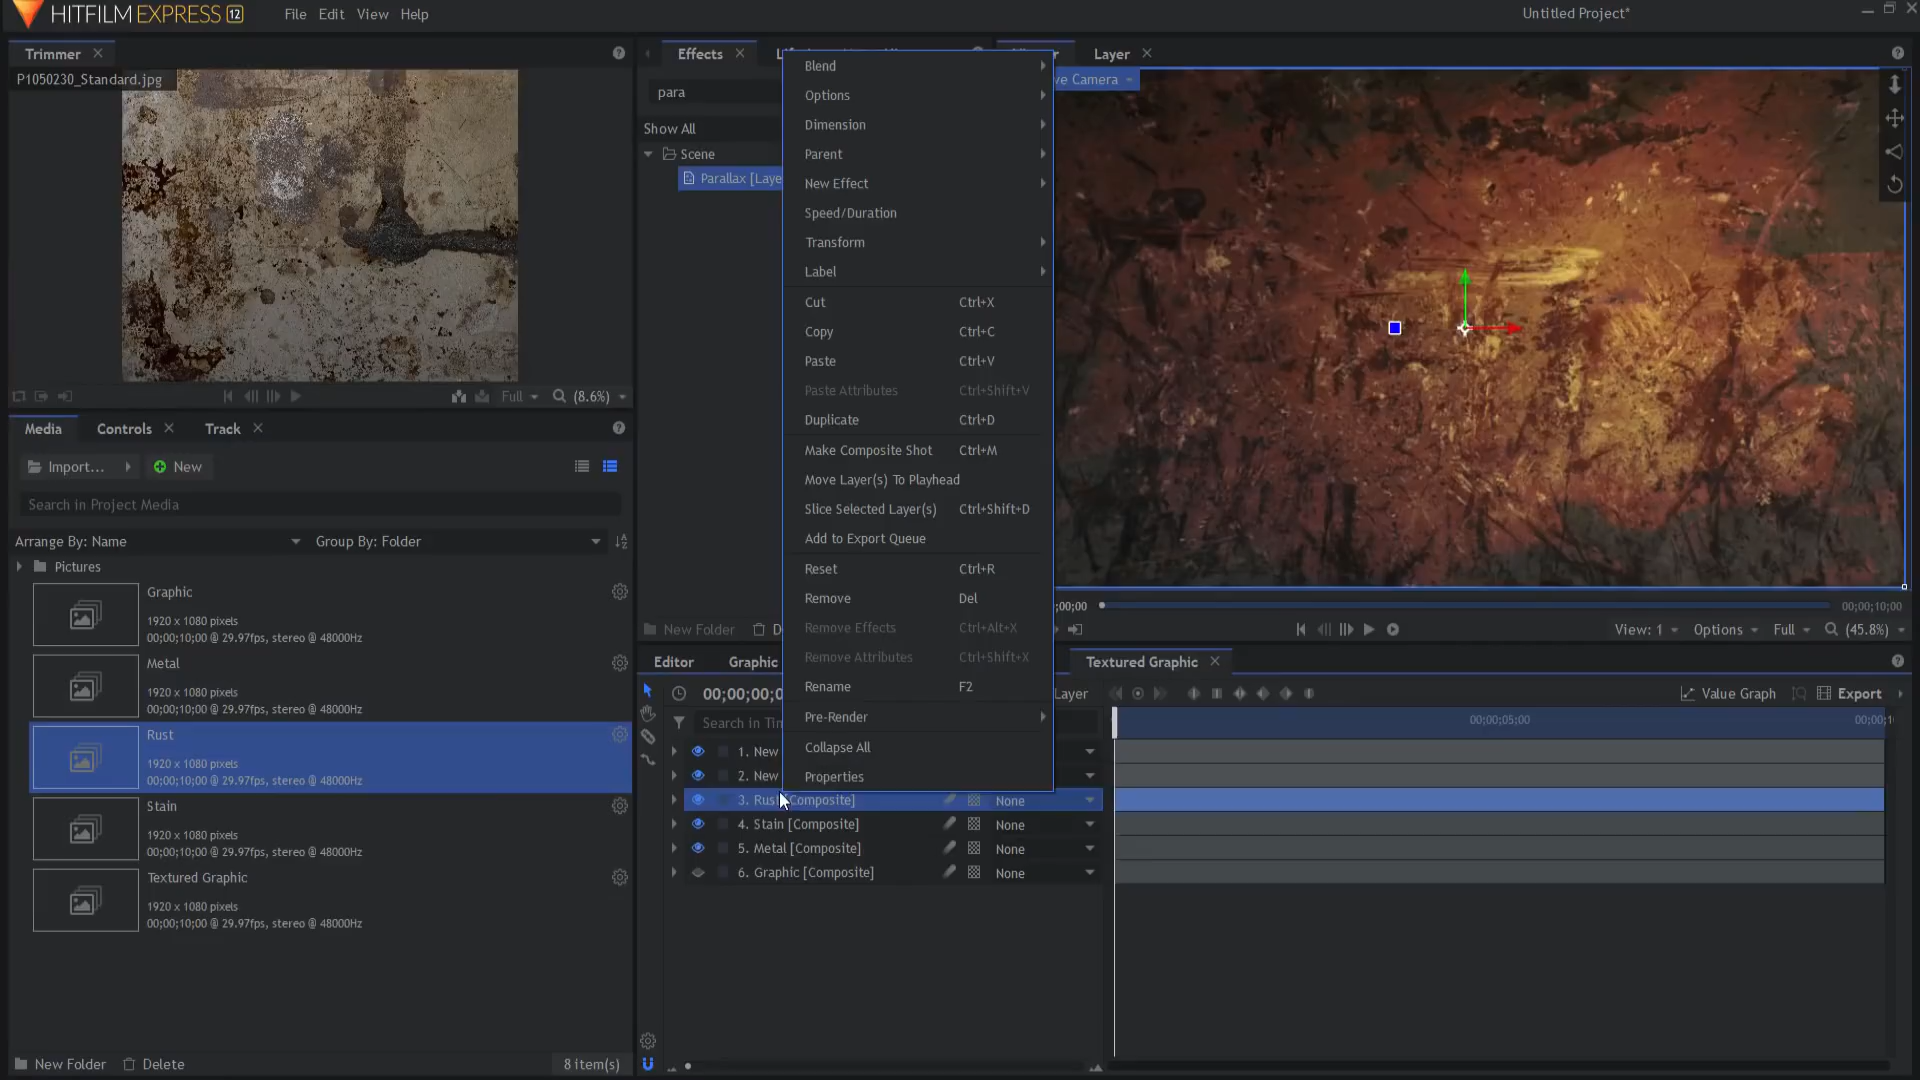 HITFILM EXPRESS 12
File Edit View Help
Untitled Project*
Trimmer
P1050230_Standard.jpg
Full
(8.6%)
Media
Controls
Track
Import...
New
Search in Project Media
Arrange By: Name
Group By: Folder
Pictures
Graphic
1920 x 1080 pixels
00;00;10;00 @ 29.97fps, stereo @ 48000Hz
Metal
1920 x 1080 pixels
00;00;10;00 @ 29.97fps, stereo @ 48000Hz
Rust
1920 x 1080 pixels
00;00;10;00 @ 29.97fps, stereo @ 48000Hz
Stain
1920 x 1080 pixels
00;00;10;00 @ 29.97fps, stereo @ 48000Hz
Textured Graphic
1920 x 1080 pixels
00;00;10;00 @ 29.97fps, stereo @ 48000Hz
New Folder
Delete
8 item(s)
Effects
para
Show All
Scene
Parallax [Laye
New Folder
D
Blend
Options
Dimension
Parent
New Effect
Speed/Duration
Transform
Label
Cut Ctrl+X
Copy Ctrl+C
Paste Ctrl+V
Paste Attributes Ctrl+Shift+V
Duplicate Ctrl+D
Make Composite Shot Ctrl+M
Move Layer(s) To Playhead
Slice Selected Layer(s) Ctrl+Shift+D
Add to Export Queue
Reset Ctrl+R
Remove Del
Remove Effects Ctrl+Alt+X
Remove Attributes Ctrl+Shift+X
Rename F2
Pre-Render
Collapse All
Properties
Layer
ve Camera
;00;00
00;00;10;00
View: 1
Options
Full
(45.8%)
Editor
Graphic
Textured Graphic
00;00;00;0
Layer
Value Graph
Export
Search in Tim
00;00;05;00
00;00;1
1. New
2. New
3. Rust [Composite] None
4. Stain [Composite] None
5. Metal [Composite] None
6. Graphic [Composite] None